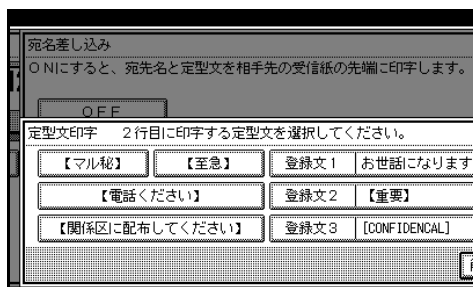 宛名差し込み
ONにすると、宛先名と定型文を相手先の受信紙の先端に印字します。
OFF
定型文印字 2行目に印字する定型文を選択してください。
【マル秘】 【至急】 登録文1 お世話になります
【電話ください】 登録文2 【重要】
【関係区に配布してください】 登録文3 [CONFIDENCAL]